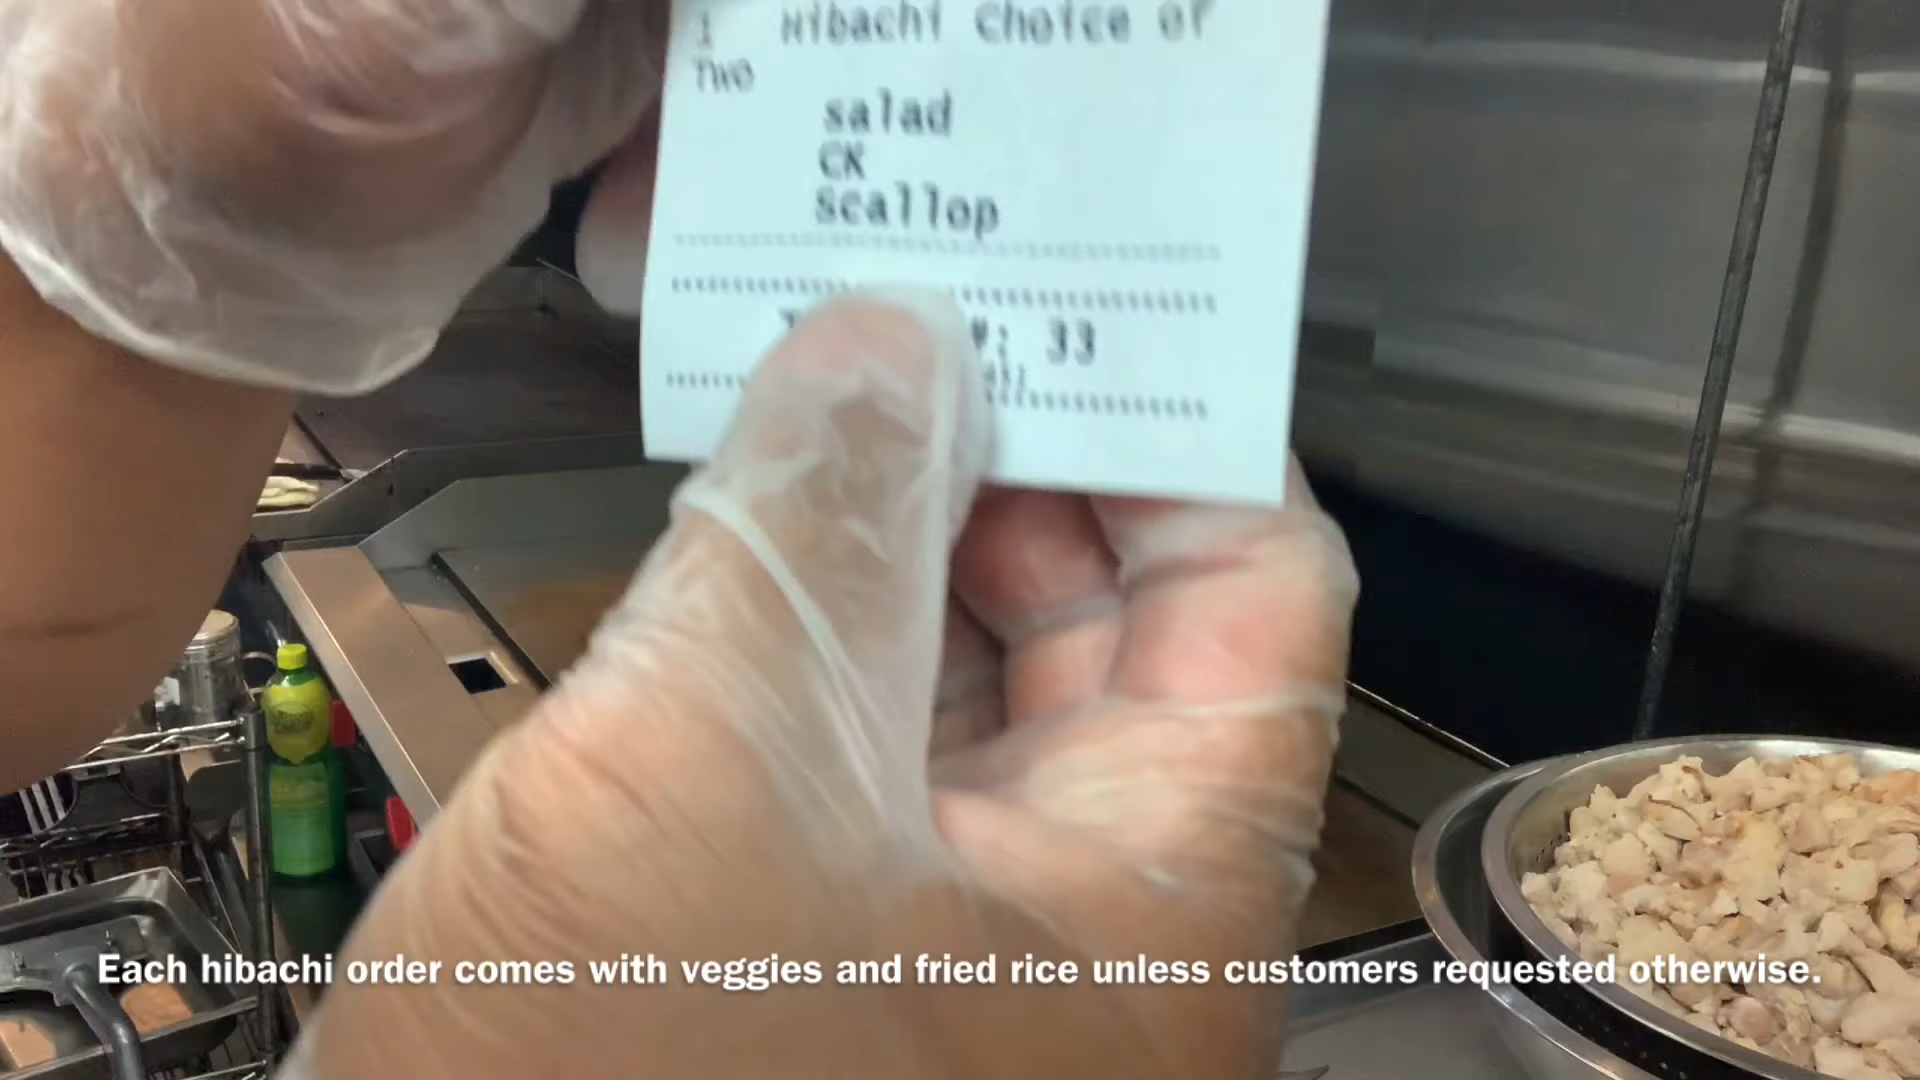 1 Hibachi Choice of
TWO
salad
CK
Scallop
#: 33
Each hibachi order comes with veggies and fried rice unless customers requested otherwise.